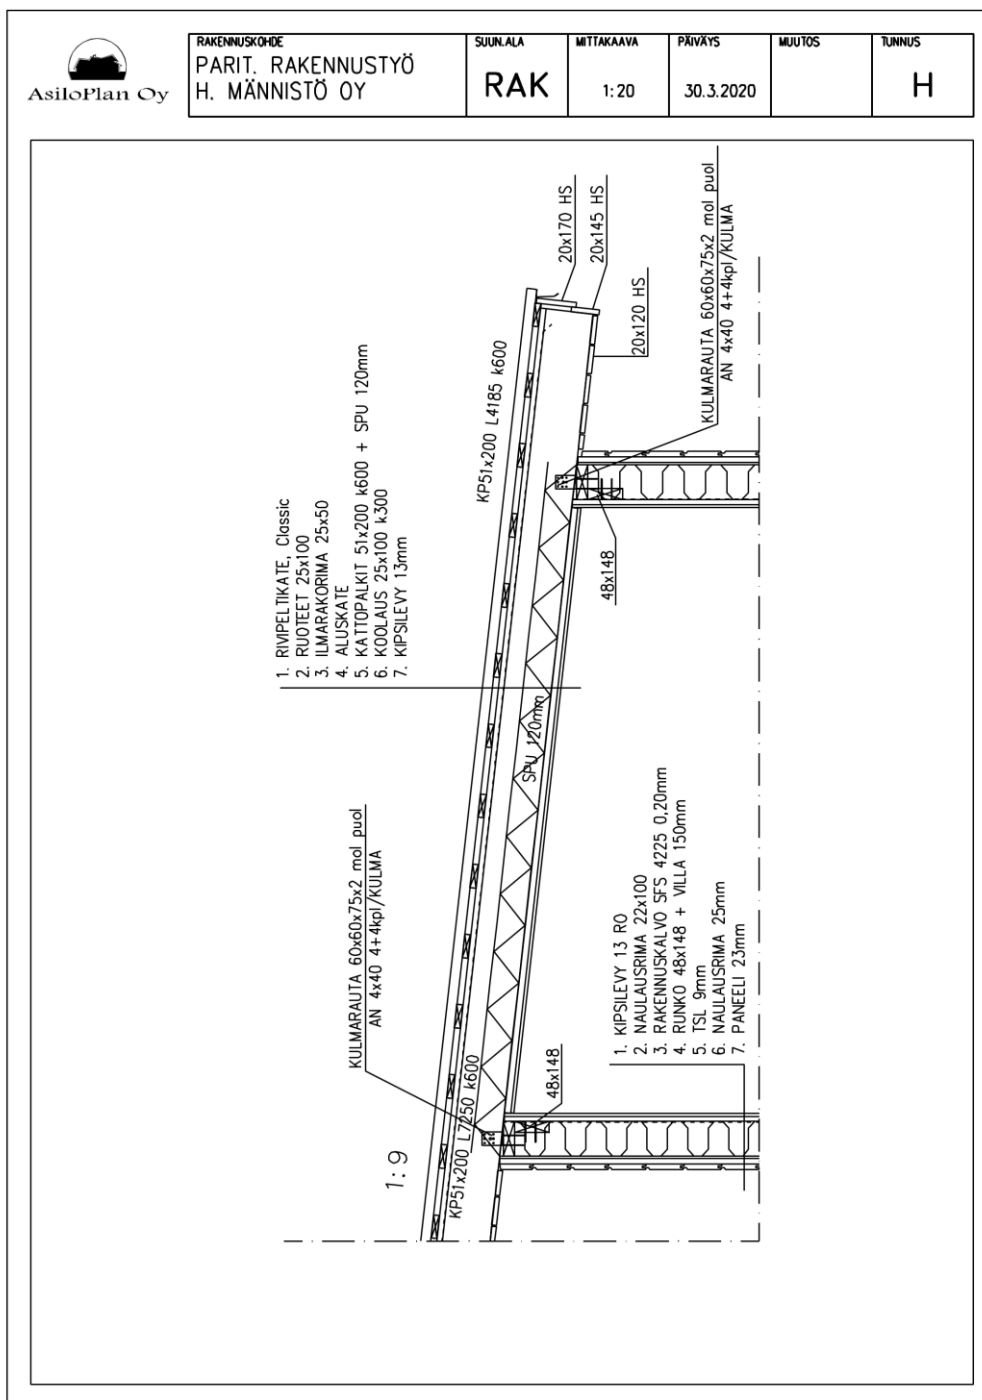 AsiloPlan Oy
RAKENNUSKOHDE
PARIT. RAKENNUSTYÖ
H. MÄNNISTÖ OY
SUUN.ALA
RAK
MITTAKAAVA
1:20
PÄIVÄYS
30.3.2020
MUUTOS
TUNNUS
H
20x170 HS
20x145 HS
20x120 HS
KULMARAUTA 60x60x75x2 mol puol
AN 4x40 4+4kpl/KULMA
KP51x200 L4185 k600
1. RIVIPELTIKATE, Classic
2. RUOTEET 25x100
3. ILMARAKORIMA 25x50
4. ALUSKATE
5. KATTOPALKIT 51x200 k600 + SPU 120mm
6. KOOLAUS 25x100 k300
7. KIPSILEVY 13mm
48x148
SPU 120mm
KULMARAUTA 60x60x75x2 mol puol
AN 4x40 4+4kpl/KULMA
1. KIPSILEVY 13 RO
2. NAULAUSRIMA 22x100
3. RAKENNUSKALVO SFS 4225 0,20mm
4. RUNKO 48x148 + VILLA 150mm
5. TSL 9mm
6. NAULAUSRIMA 25mm
7. PANEELI 23mm
48x148
KP51x200 L7250 k600
1:9